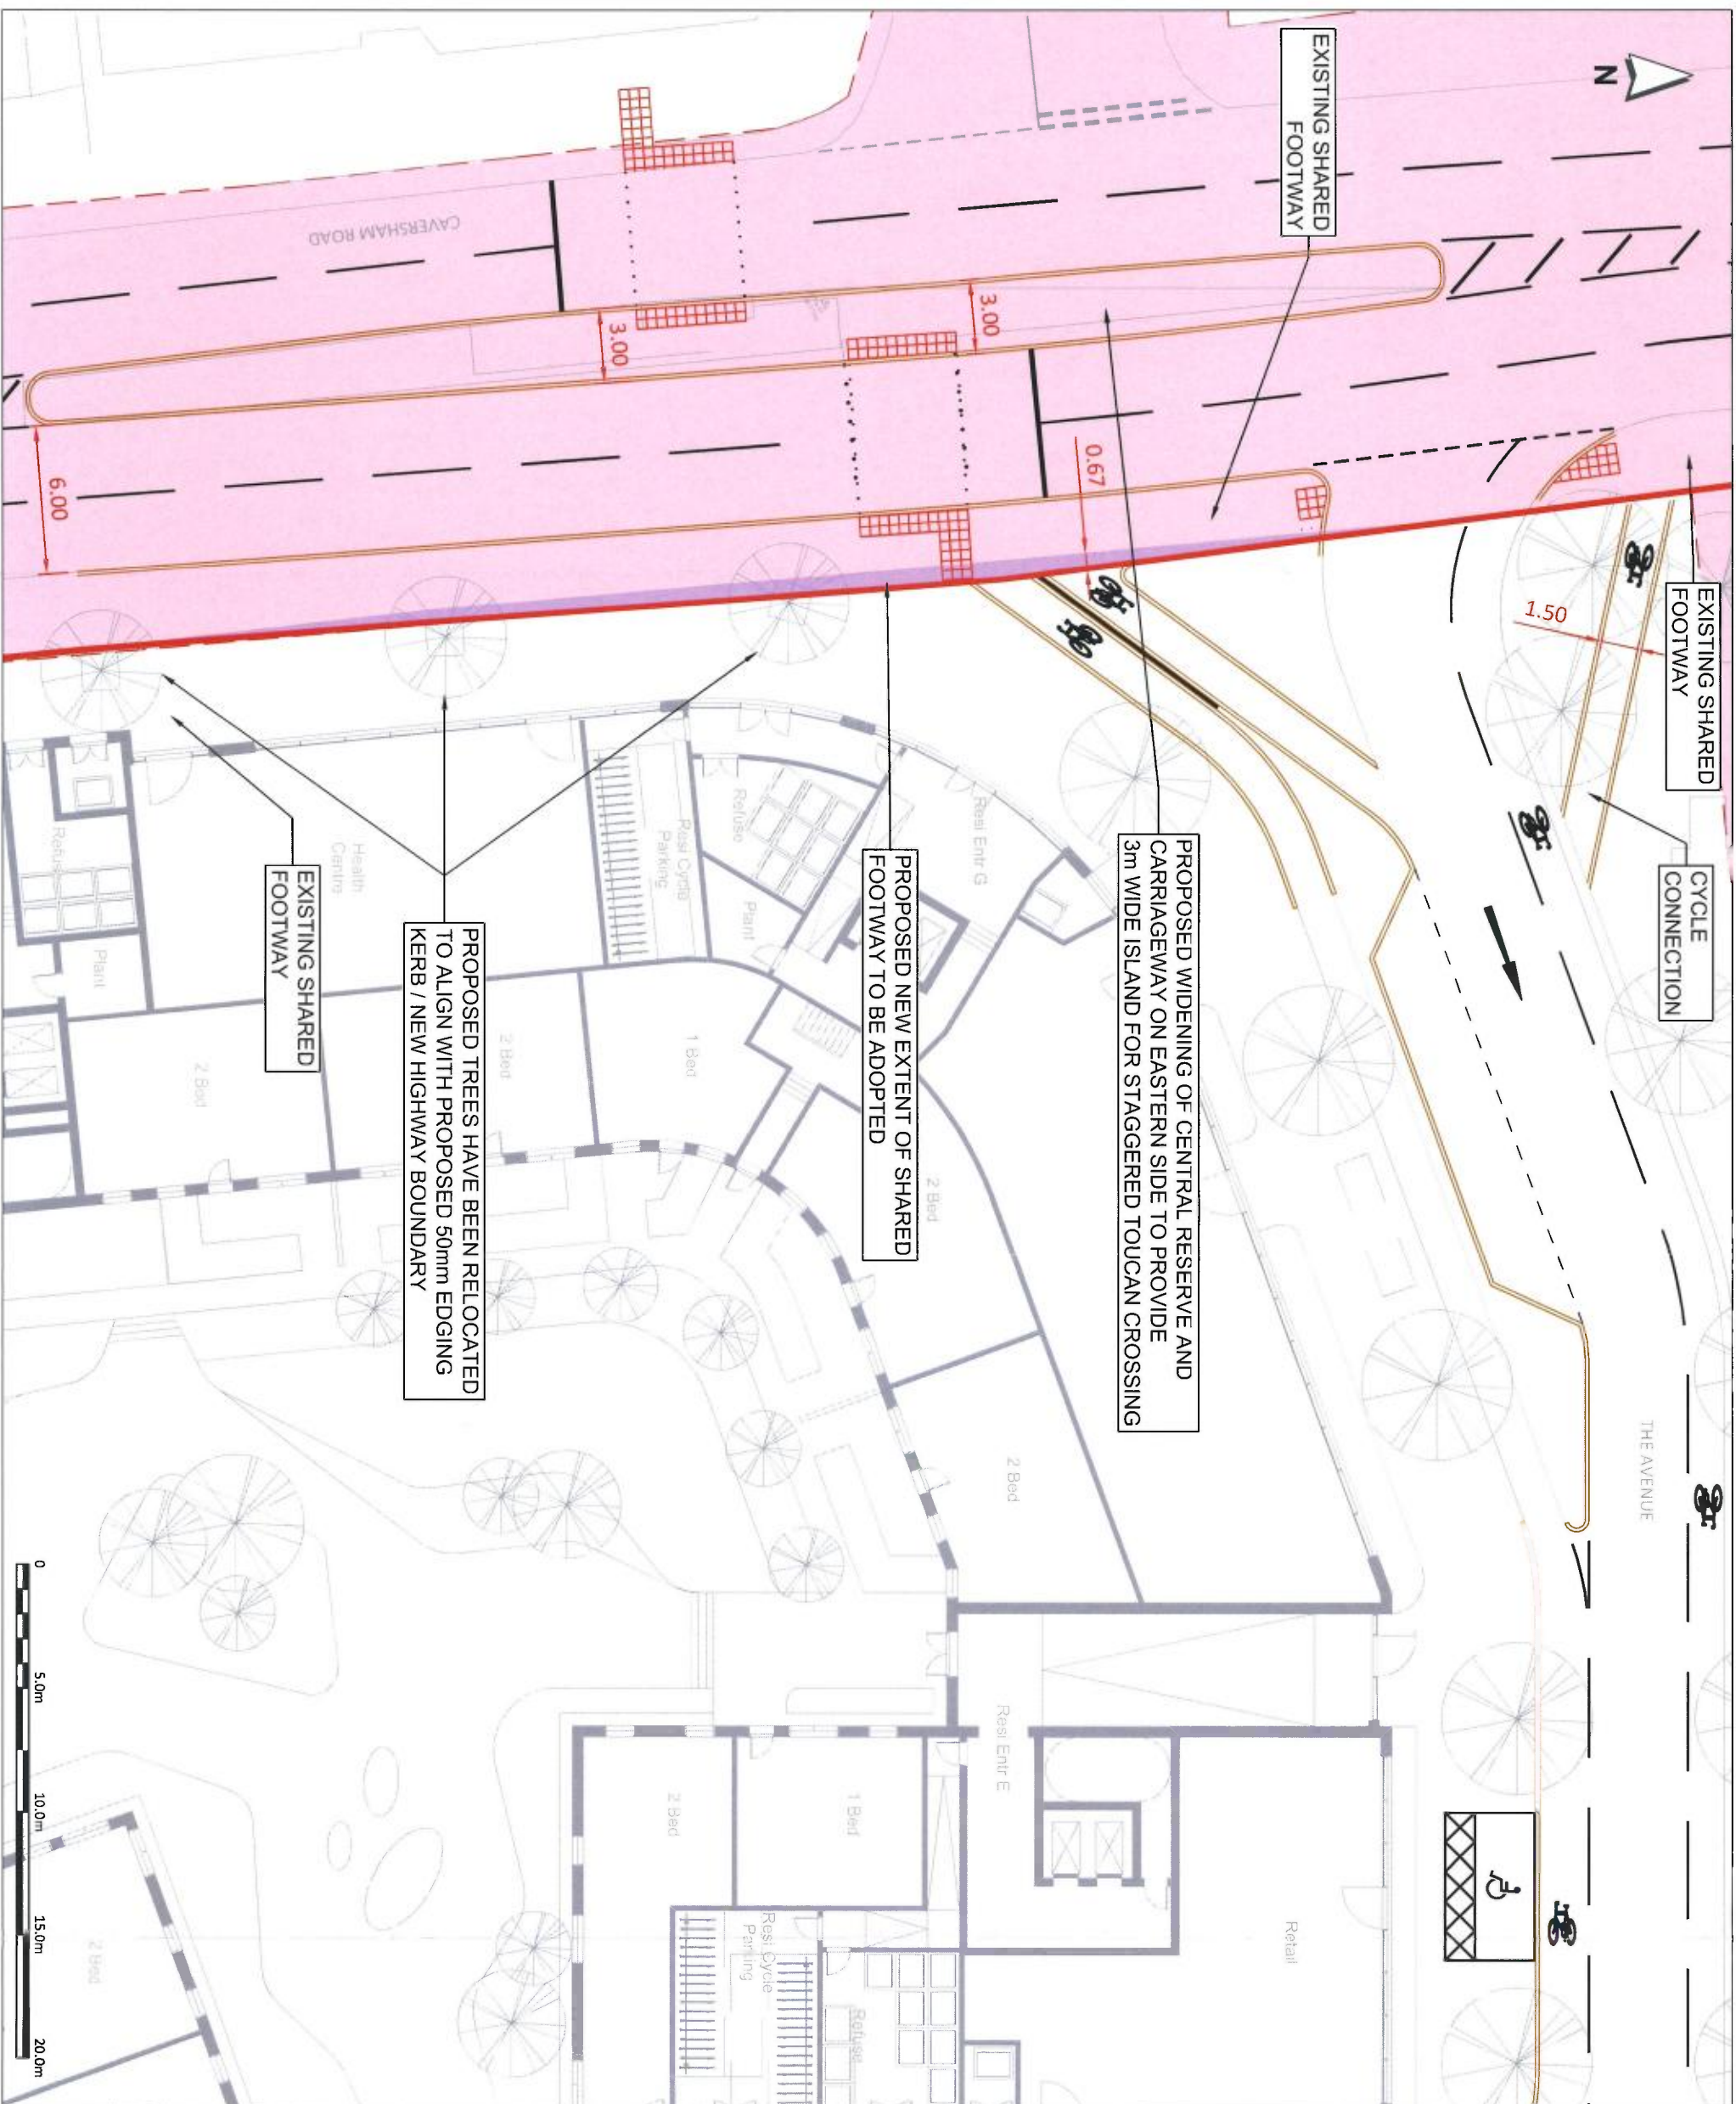 N
EXISTING SHARED
FOOTWAY
EXISTING SHARED
FOOTWAY
1.50
CYCLE
CONNECTION
THE AVENUE
CAVERSHAM ROAD
3.00
3.00
0.67
6.00
PROPOSED WIDENING OF CENTRAL RESERVE AND
CARRIAGEWAY ON EASTERN SIDE TO PROVIDE
3m WIDE ISLAND FOR STAGGERED TOUCAN CROSSING
PROPOSED NEW EXTENT OF SHARED
FOOTWAY TO BE ADOPTED
PROPOSED TREES HAVE BEEN RELOCATED
TO ALIGN WITH PROPOSED 50mm EDGING
KERB / NEW HIGHWAY BOUNDARY
EXISTING SHARED
FOOTWAY
Resi Entr G
Refuse
Resi Cycle
Parking
Plant
Health
Centre
Refuse
Plant
2 Bed
2 Bed
1 Bed
2 Bed
2 Bed
Resi Entr E
Retail
1 Bed
2 Bed
Resi Cycle
Parking
Refuse
2 Bed
0
5.0m
10.0m
15.0m
20.0m